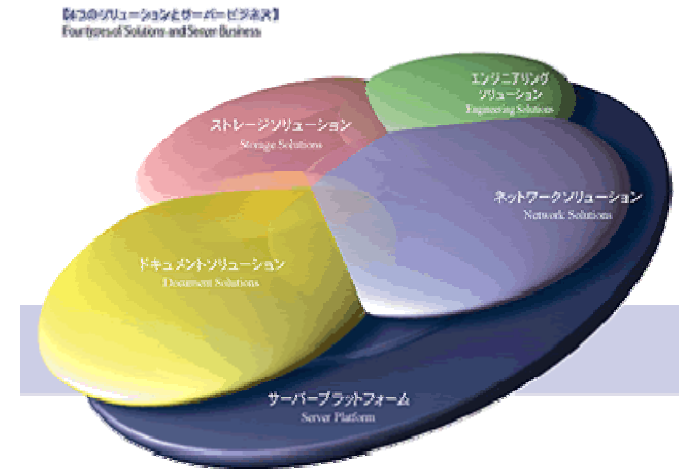 【4つのソリューションとサーバービジネス】
Four types of Solutions and Server Business
エンジニアリング
ソリューション
Engineering Solutions
ストレージソリューション
Storage Solutions
ネットワークソリューション
Network Solutions
ドキュメントソリューション
Document Solutions
サーバープラットフォーム
Server Platform